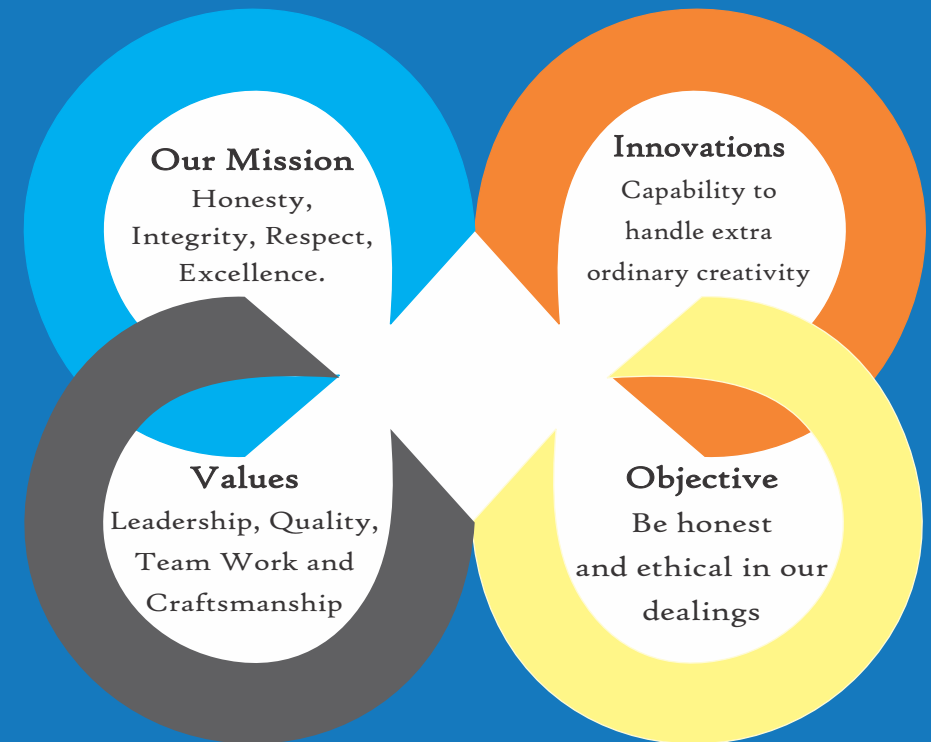 Our Mission
Honesty,
Integrity, Respect,
Excellence.
Innovations
Capability to
handle extra
ordinary creativity
Values
Leadership, Quality,
Team Work and
Craftsmanship
Objective
Be honest
and ethical in our
dealings